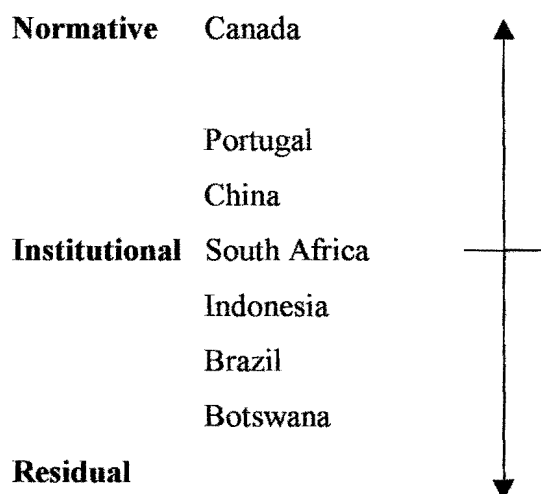 Normative Canada
Portugal
China
Institutional South Africa
Indonesia
Brazil
Botswana
Residual